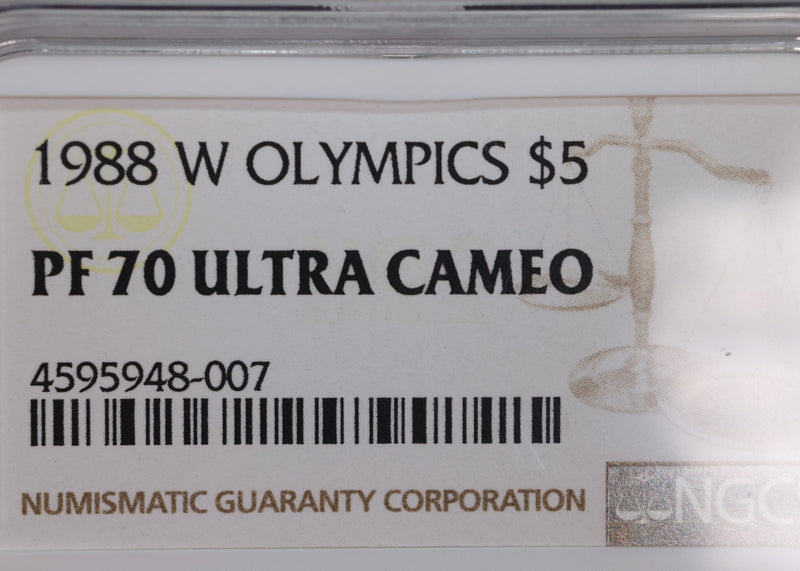 1988 W OLYMPICS $5
PF 70 ULTRA CAMEO
4595948-007
NUMISMATIC GUARANTY CORPORATION
NGC